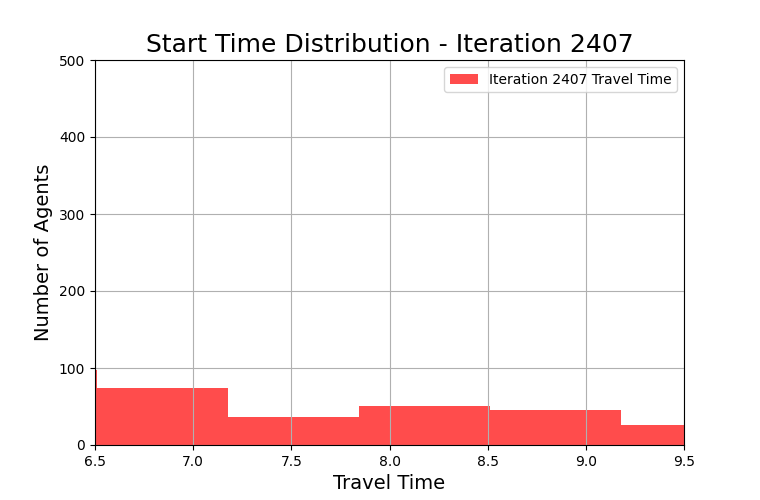 Start Time Distribution - Iteration 2407
Iteration 2407 Travel Time
Number of Agents
500
400
300
200
100
0
6.5 7.0 7.5 8.0 8.5 9.0 9.5
Travel Time